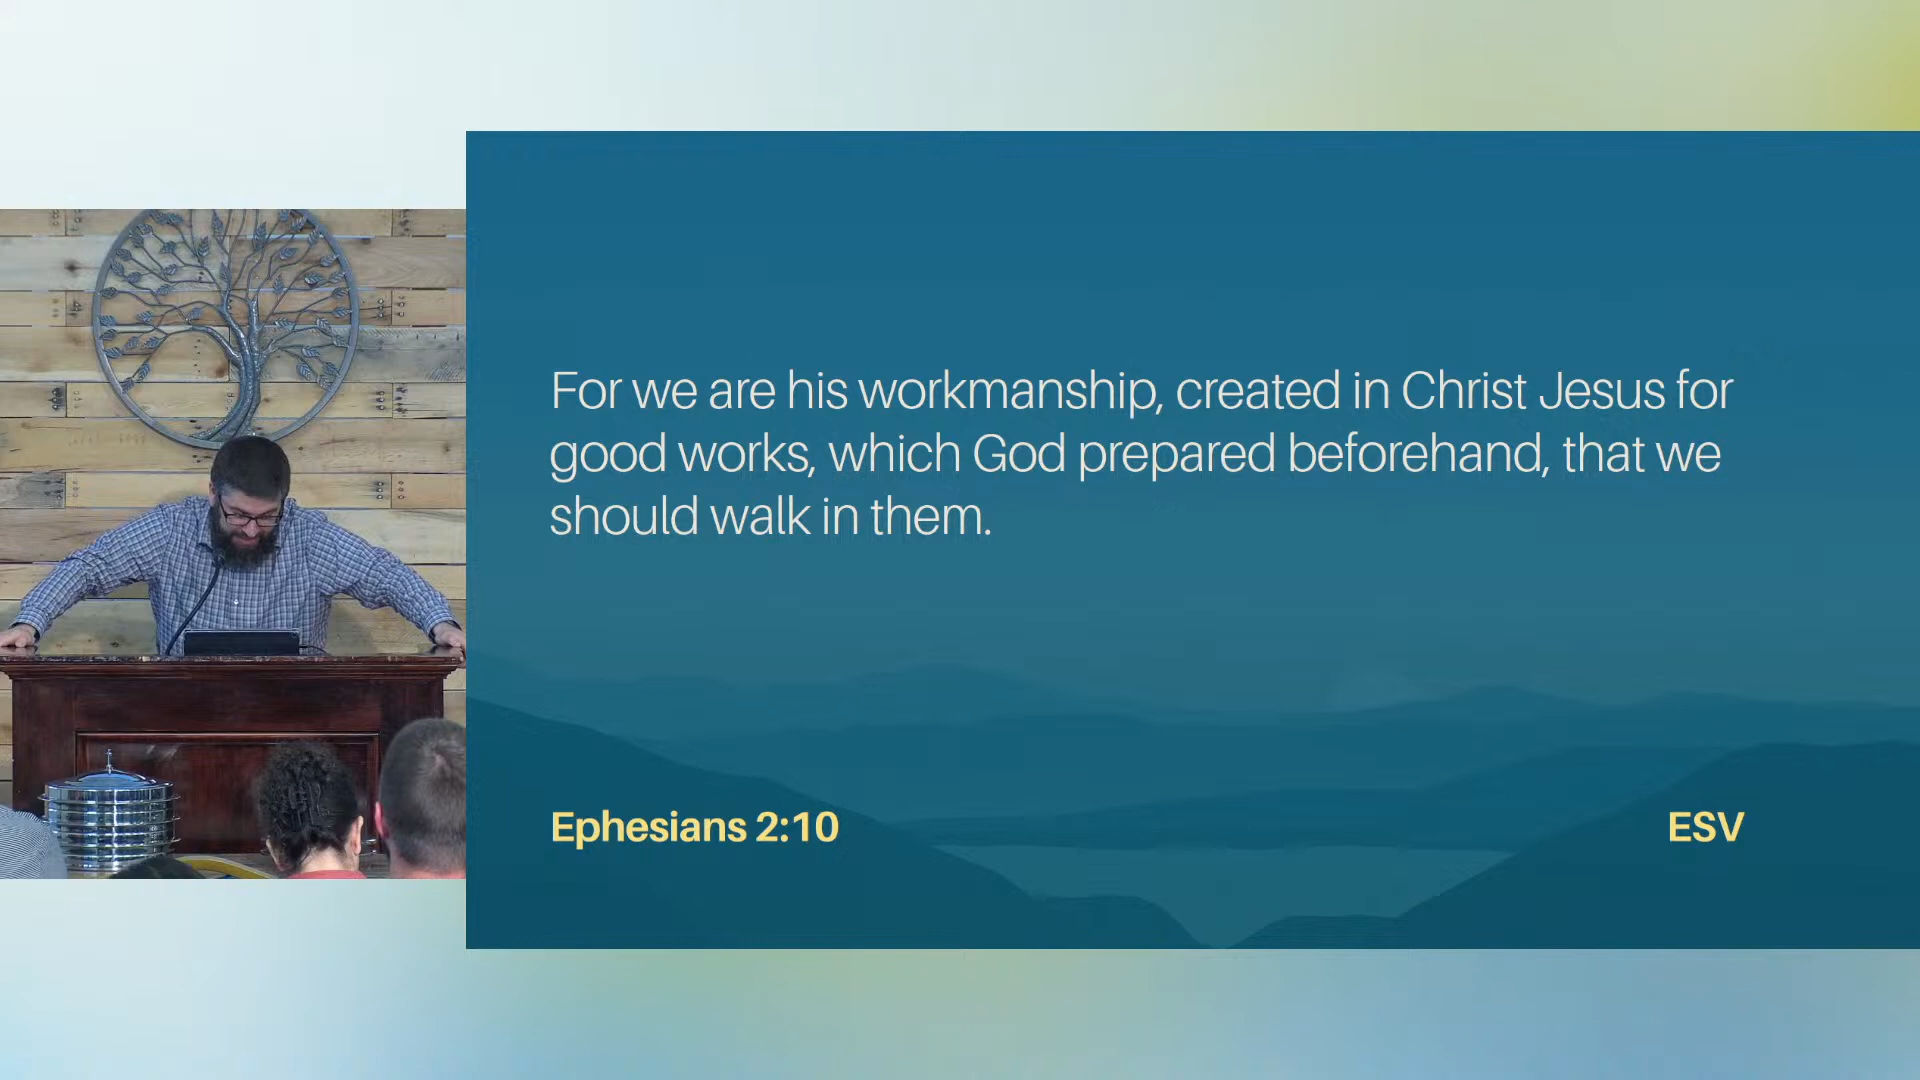 For we are his workmanship, created in Christ Jesus for
good works, which God prepared beforehand, that we
should walk in them.
Ephesians 2:10
ESV